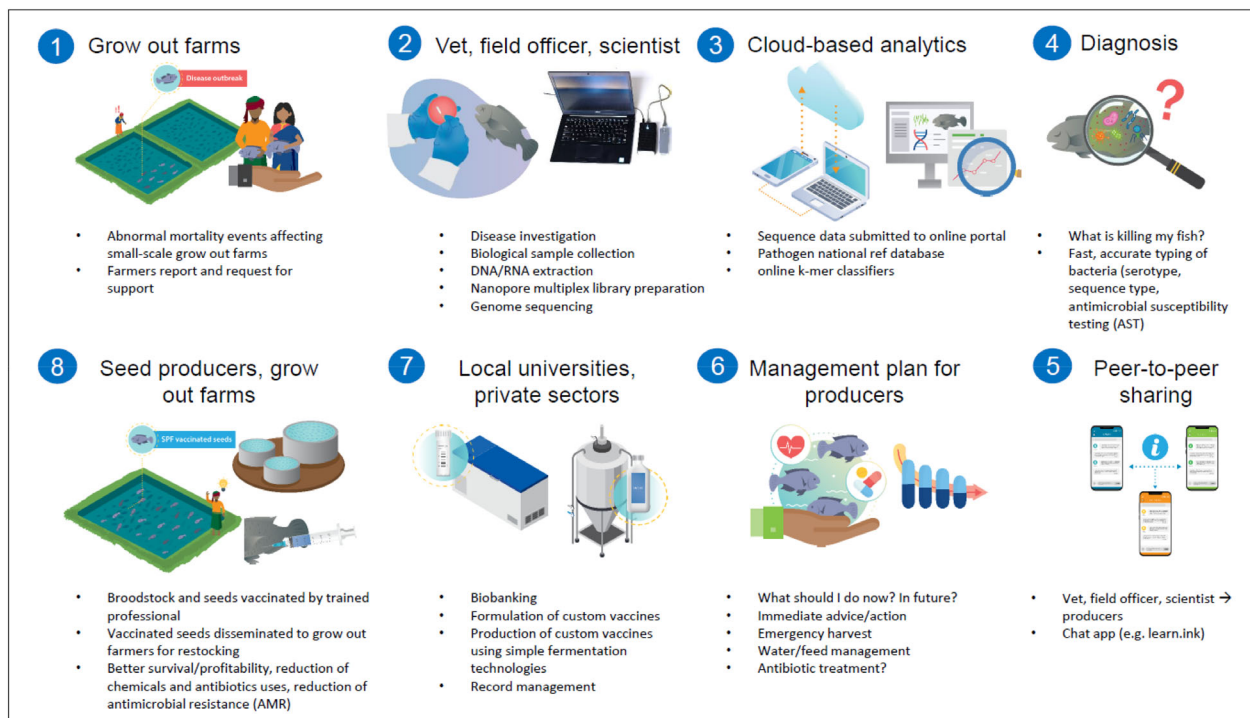 1 Grow out farms
Disease outbreak
• Abnormal mortality events affecting
small-scale grow out farms
• Farmers report and request for
support
2 Vet, field officer, scientist
• Disease investigation
• Biological sample collection
• DNA/RNA extraction
• Nanopore multiplex library preparation
• Genome sequencing
3 Cloud-based analytics
• Sequence data submitted to online portal
• Pathogen national ref database
• online k-mer classifiers
4 Diagnosis
?
• What is killing my fish?
• Fast, accurate typing of
bacteria (serotype,
sequence type,
antimicrobial susceptibility
testing (AST)
8 Seed producers, grow
out farms
SPF vaccinated seeds
• Broodstock and seeds vaccinated by trained
professional
• Vaccinated seeds disseminated to grow out
farmers for restocking
• Better survival/profitability, reduction of
chemicals and antibiotics uses, reduction of
antimicrobial resistance (AMR)
7 Local universities,
private sectors
• Biobanking
• Formulation of custom vaccines
• Production of custom vaccines
using simple fermentation
technologies
• Record management
6 Management plan for
producers
• What should I do now? In future?
• Immediate advice/action
• Emergency harvest
• Water/feed management
• Antibiotic treatment?
5 Peer-to-peer
sharing
i
• Vet, field officer, scientist →
producers
• Chat app (e.g. learn.ink)